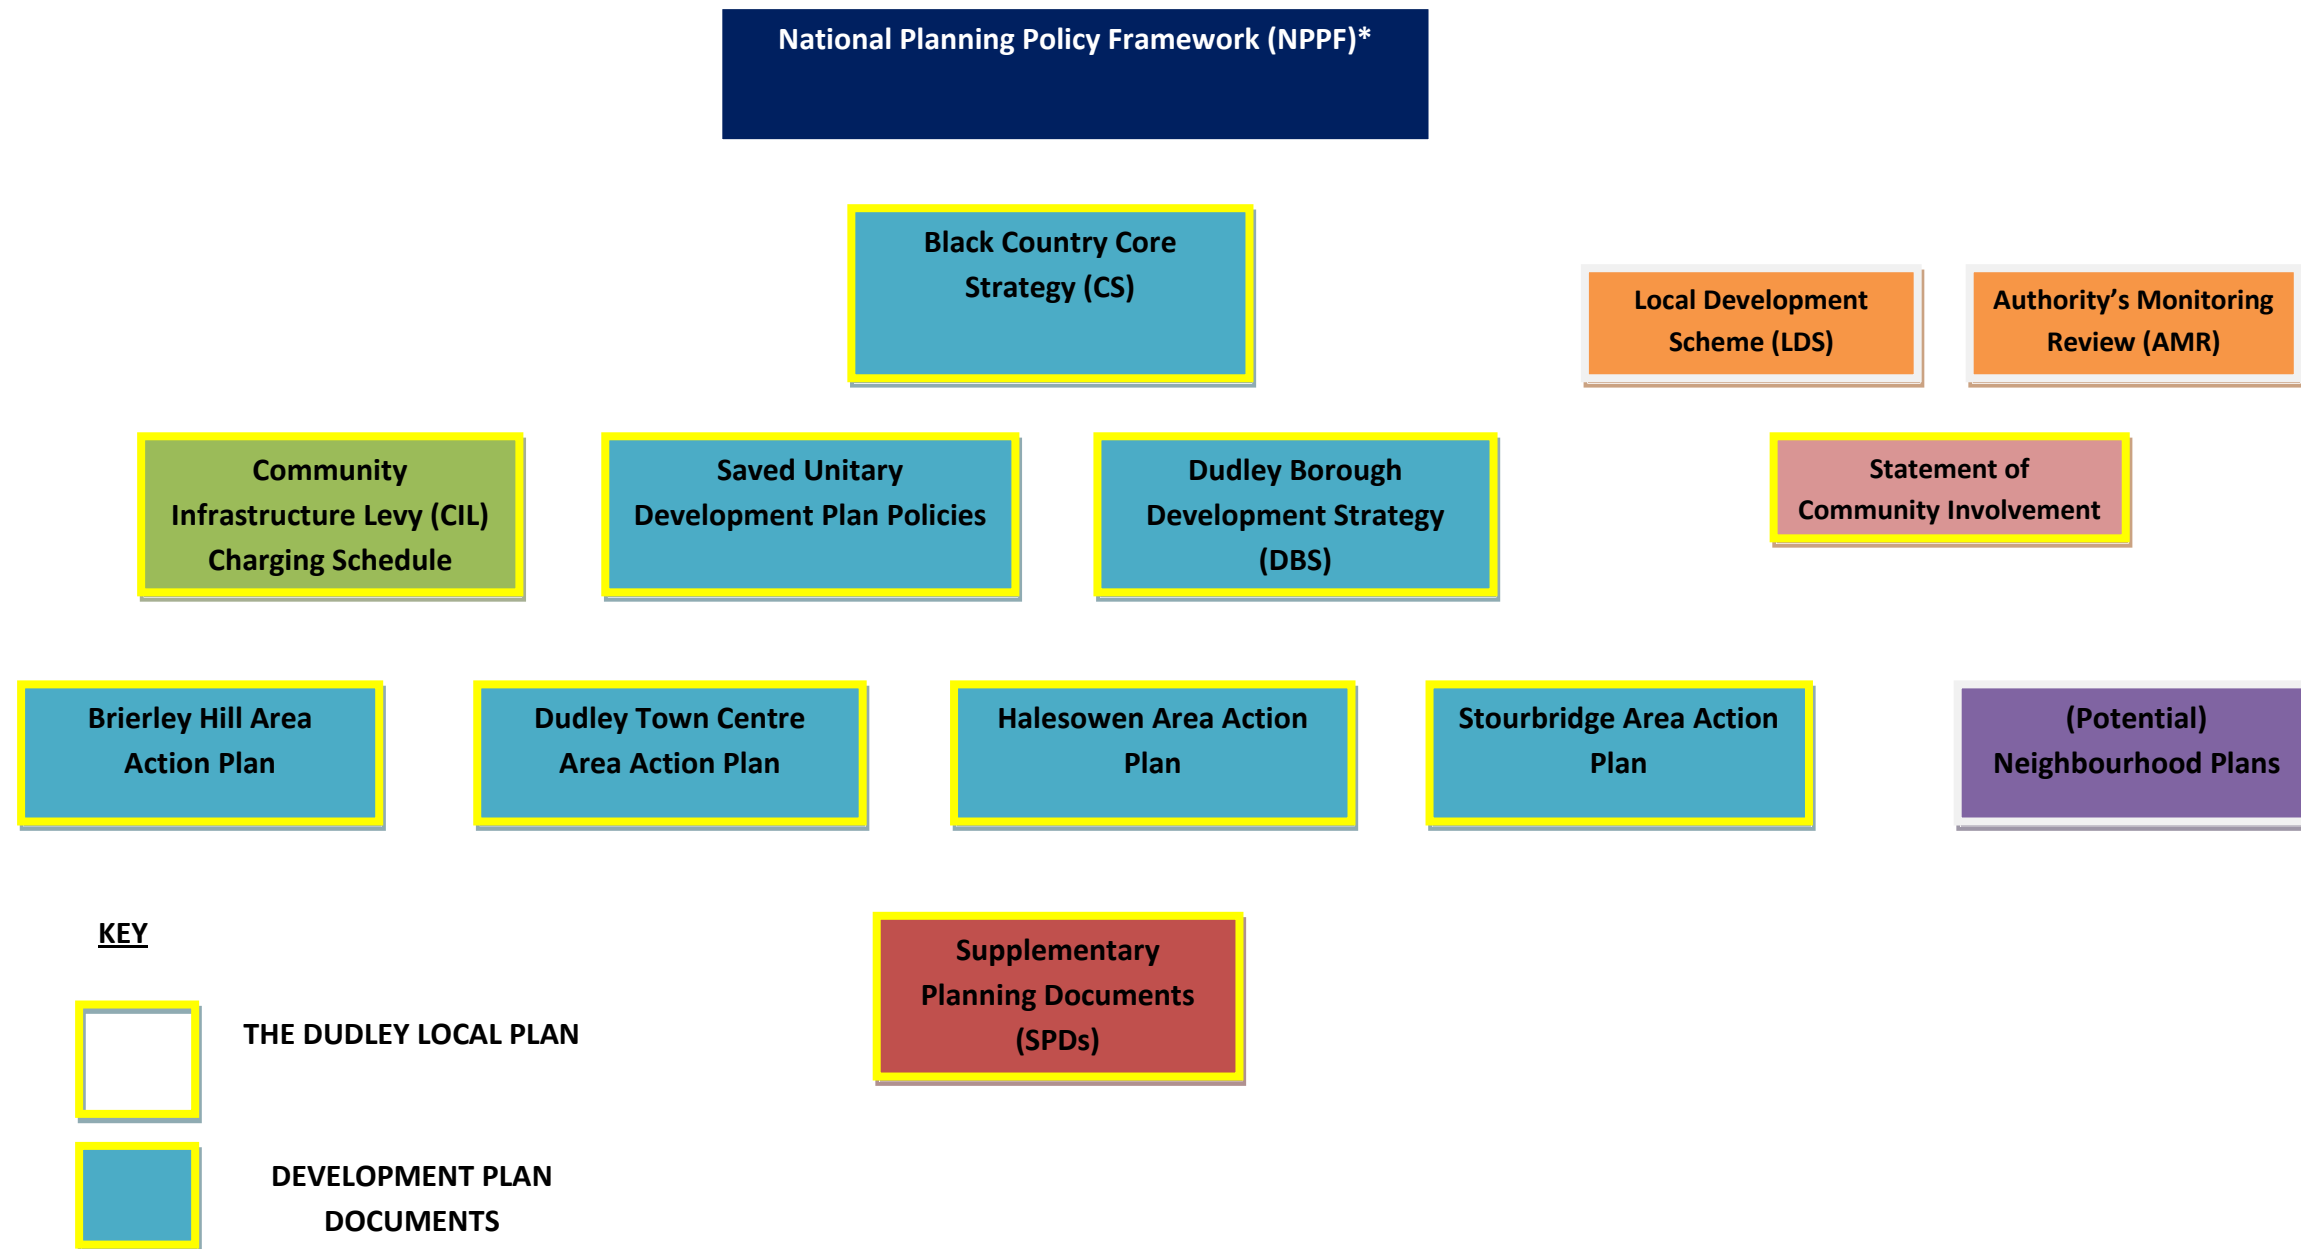 National Planning Policy Framework (NPPF)*
Black Country Core
Strategy (CS)
Local Development
Scheme (LDS)
Authority’s Monitoring
Review (AMR)
Community
Infrastructure Levy (CIL)
Charging Schedule
Saved Unitary
Development Plan Policies
Dudley Borough
Development Strategy
(DBS)
Statement of
Community Involvement
Brierley Hill Area
Action Plan
Dudley Town Centre
Area Action Plan
Halesowen Area Action
Plan
Stourbridge Area Action
Plan
(Potential)
Neighbourhood Plans
Supplementary
Planning Documents
(SPDs)
KEY
THE DUDLEY LOCAL PLAN
DEVELOPMENT PLAN
DOCUMENTS